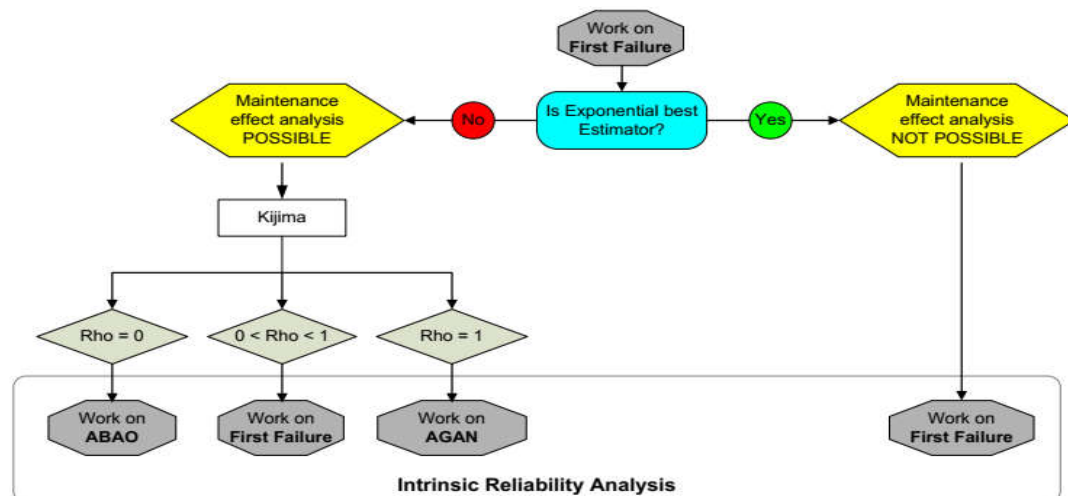 Work on
First Failure
Maintenance
effect analysis
POSSIBLE
No
Is Exponential best
Estimator?
Yes
Maintenance
effect analysis
NOT POSSIBLE
Kijima
Rho = 0
0 < Rho < 1
Rho = 1
Work on
ABAO
Work on
First Failure
Work on
AGAN
Work on
First Failure
Intrinsic Reliability Analysis